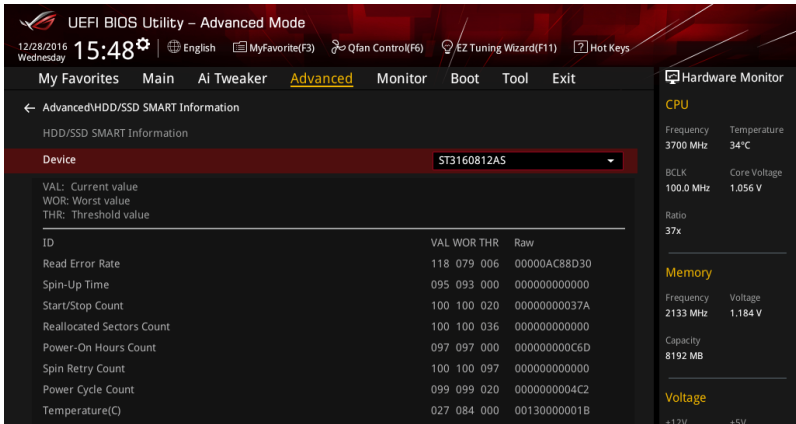 UEFI BIOS Utility – Advanced Mode
12/28/2016 Wednesday 15:48 English MyFavorite(F3) Qfan Control(F6) EZ Tuning Wizard(F11) ? Hot Keys
My Favorites Main Ai Tweaker Advanced Monitor Boot Tool Exit
Advanced\HDD/SSD SMART Information
HDD/SSD SMART Information
Device ST3160812AS
VAL: Current value
WOR: Worst value
THR: Threshold value
ID VAL WOR THR Raw
Read Error Rate 118 079 006 00000AC88D30
Spin-Up Time 095 093 000 000000000000
Start/Stop Count 100 100 020 00000000037A
Reallocated Sectors Count 100 100 036 000000000000
Power-On Hours Count 097 097 000 000000000C6D
Spin Retry Count 100 100 097 000000000000
Power Cycle Count 099 099 020 0000000004C2
Temperature(C) 027 084 000 00130000001B
Hardware Monitor
CPU
Frequency Temperature
3700 MHz 34°C
BCLK Core Voltage
100.0 MHz 1.056 V
Ratio
37x
Memory
Frequency Voltage
2133 MHz 1.184 V
Capacity
8192 MB
Voltage
+12V +5V